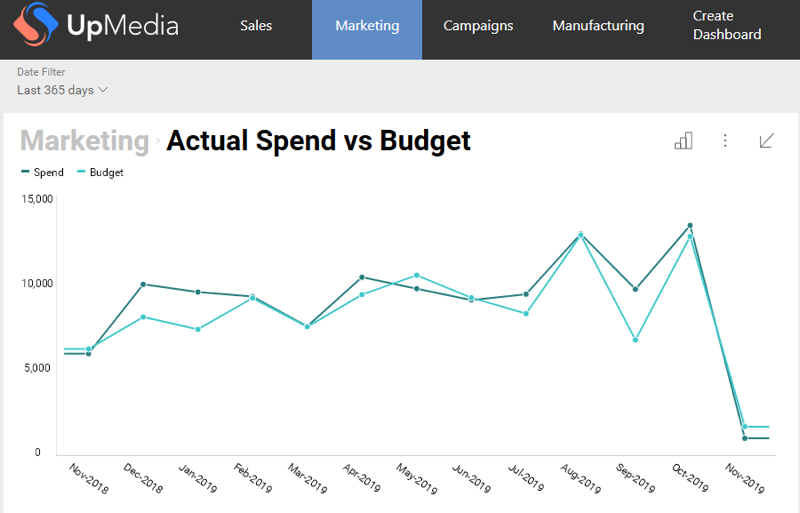 UpMedia
Sales
Marketing
Campaigns
Manufacturing
Create
Dashboard
Date Filter
Last 365 days
Marketing > Actual Spend vs Budget
Spend Budget
15,000
10,000
5,000
0
Nov-2018
Dec-2018
Jan-2019
Feb-2019
Mar-2019
Apr-2019
May-2019
Jun-2019
Jul-2019
Aug-2019
Sep-2019
Oct-2019
Nov-2019